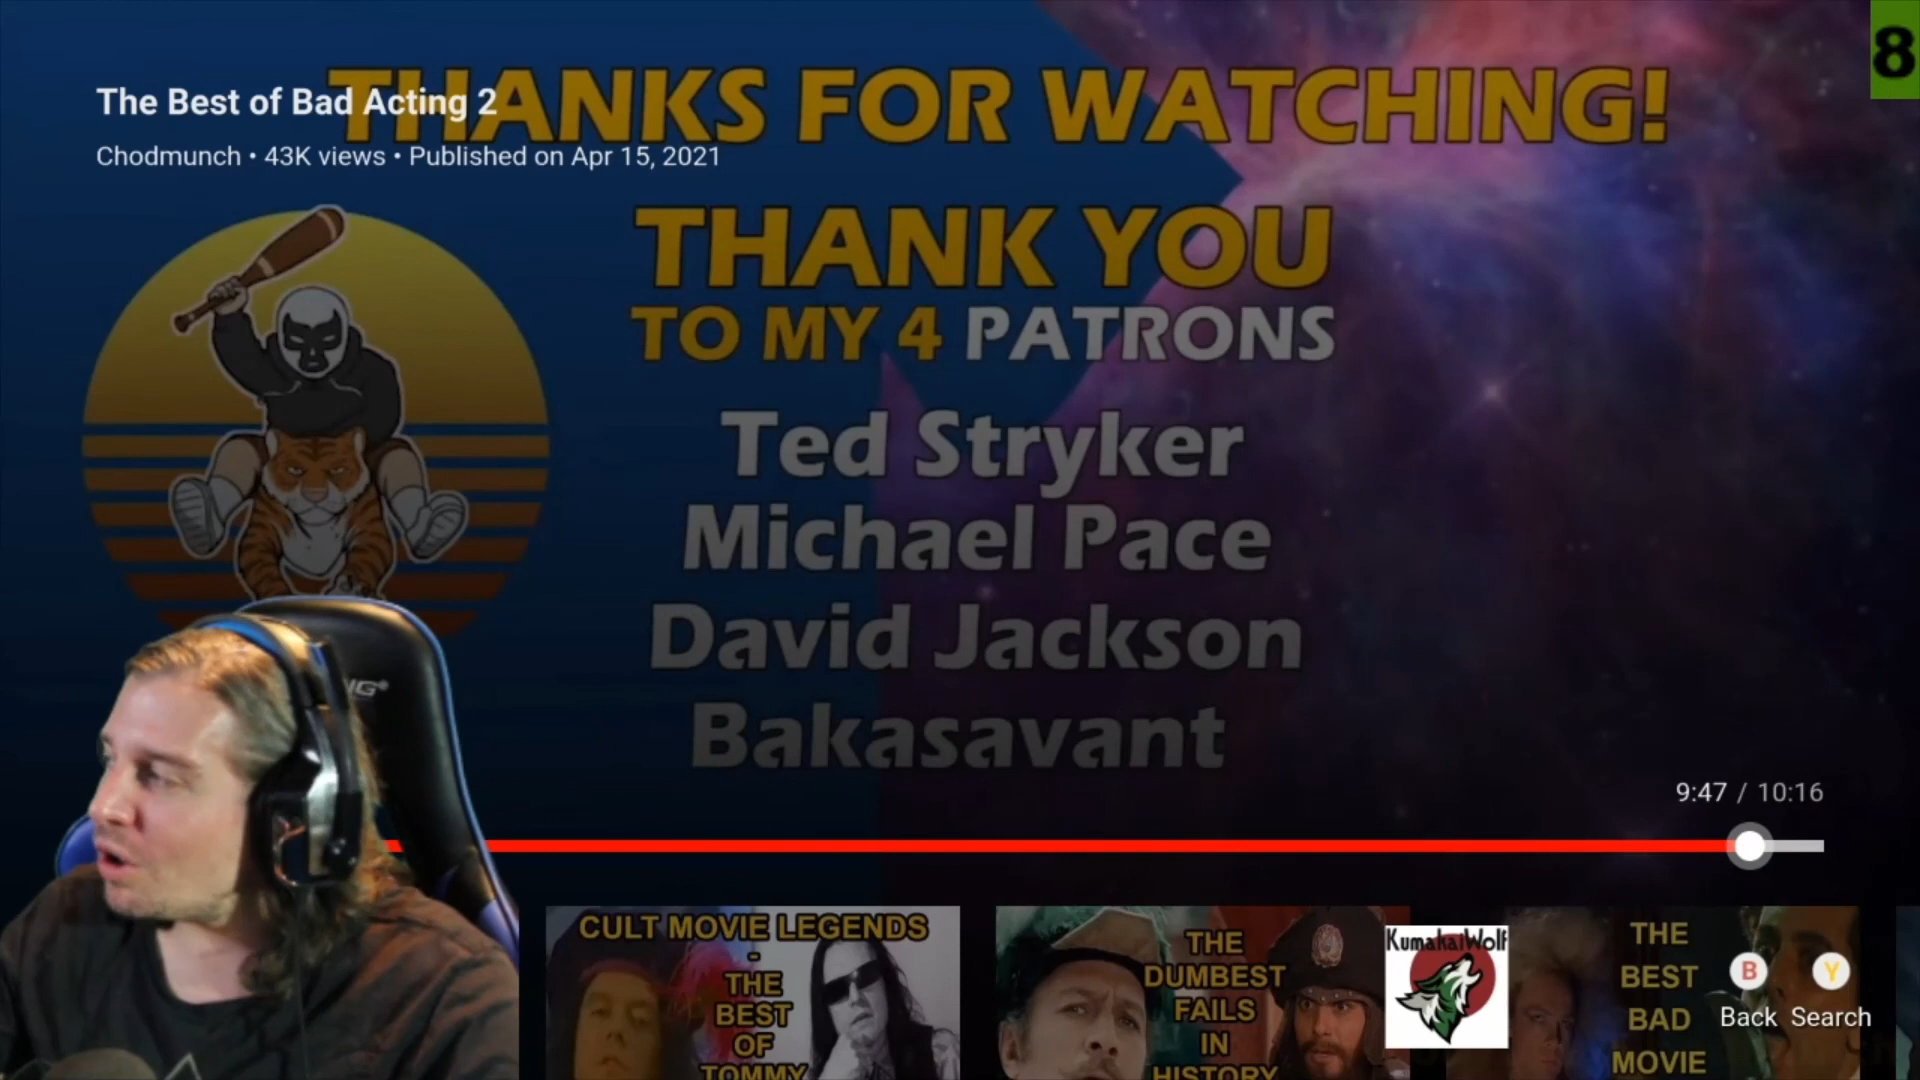 8
THANKS FOR WATCHING!
The Best of Bad Acting 2
Chodmunch • 43K views • Published on Apr 15, 2021
THANK YOU
TO MY 4 PATRONS
Ted Stryker
Michael Pace
David Jackson
Bakasavant
9:47 / 10:16
CULT MOVIE LEGENDS
-
THE
BEST
OF
TOMMY
THE
DUMBEST
FAILS
IN
HISTORY
KumakaiWolf
THE
BEST
BAD
MOVIE
B Y
Back Search